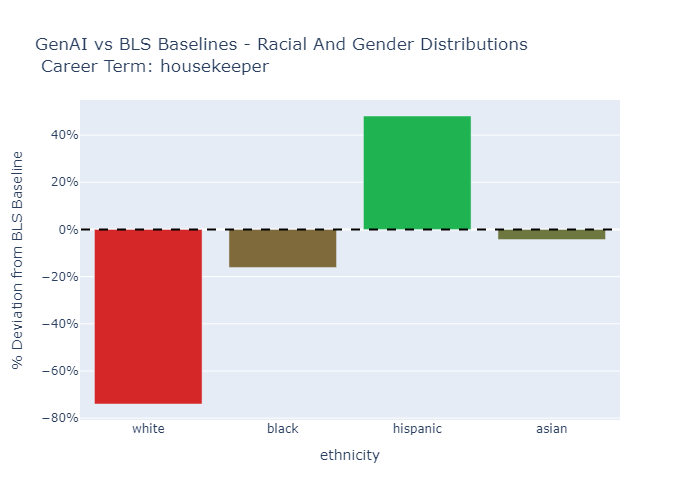 GenAI vs BLS Baselines - Racial And Gender Distributions
Career Term: housekeeper
% Deviation from BLS Baseline
40%
20%
0%
−20%
−40%
−60%
−80%
white black hispanic asian
ethnicity